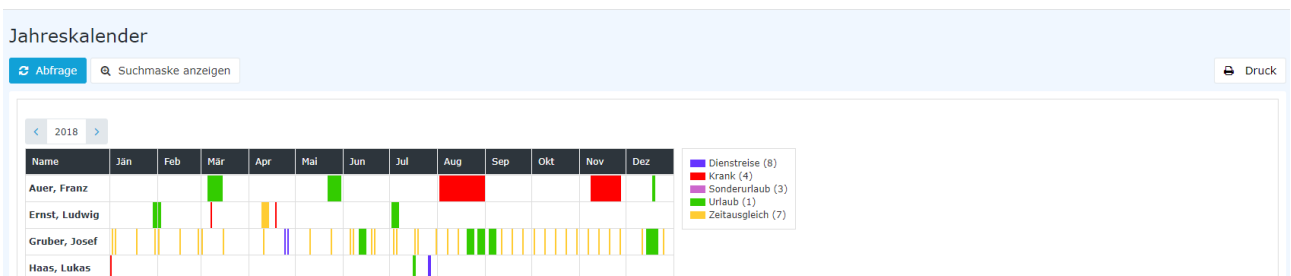 Jahreskalender
Abfrage Suchmaske anzeigen Druck
2018
Name Jän Feb Mär Apr Mai Jun Jul Aug Sep Okt Nov Dez
Auer, Franz
Ernst, Ludwig
Gruber, Josef
Haas, Lukas
Dienstreise (8)
Krank (4)
Sonderurlaub (3)
Urlaub (1)
Zeitausgleich (7)